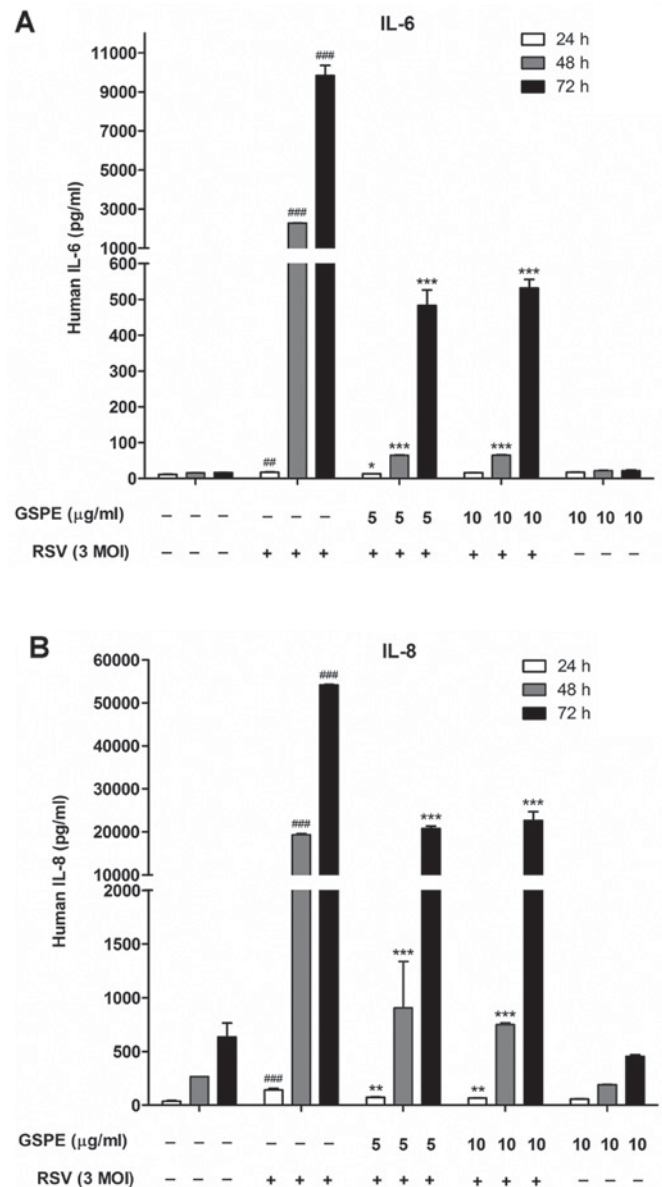 A
IL-6
24 h
48 h
72 h
Human IL-6 (pg/ml)
11000
9000
7000
5000
3000
1000
600
500
400
300
200
100
0
###
###
##
***
***
*
***
***
GSPE (μg/ml) – – – – – – 5 5 5 10 10 10 10 10 10
RSV (3 MOI) – – – + + + + + + + + + – – –
B
IL-8
24 h
48 h
72 h
Human IL-8 (pg/ml)
60000
50000
40000
30000
20000
10000
2000
1500
1000
500
0
###
###
###
***
***
**
***
***
**
GSPE (μg/ml) – – – – – – 5 5 5 10 10 10 10 10 10
RSV (3 MOI) – – – + + + + + + + + + – – –